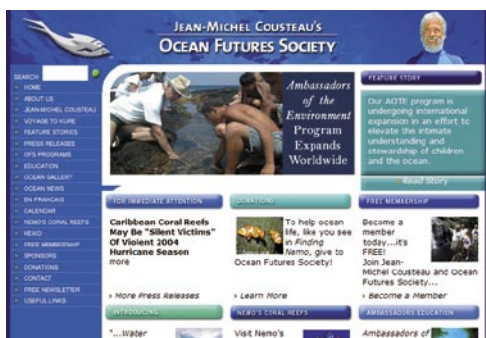 JEAN-MICHEL COUSTEAU'S
OCEAN FUTURES SOCIETY
SEARCH
HOME
ABOUT US
JEAN-MICHEL COUSTEAU
VOYAGE TO KURE
FEATURE STORIES
PRESS RELEASES
OFS PROGRAMS
EDUCATION
OCEAN GALLERY
OCEAN NEWS
EN FRANCAIS
CALENDAR
NEMO'S CORAL REEFS
KEIKO
FREE MEMBERSHIP
SPONSORS
DONATIONS
CONTACT
FREE NEWSLETTER
USEFUL LINKS
Ambassadors
of the
Environment
Program
Expands
Worldwide
FEATURE STORY
Our AOTE program is
undergoing international
expansion in an effort to
elevate the intimate
understanding and
stewardship of children
and the ocean.
Read Story
FOR IMMEDIATE ATTENTION
Caribbean Coral Reefs
May Be "Silent Victims"
Of Violent 2004
Hurricane Season
more
› More Press Releases
DONATIONS
To help ocean
life, like you see
in Finding
Nemo, give to
Ocean Futures Society!
› Learn More
FREE MEMBERSHIP
Become a
member
today...it's
FREE!
Join Jean-
Michel Cousteau and Ocean
Futures Society...
› Become a Member
INTRODUCING
"...Water
NEMO'S CORAL REEFS
Visit Nemo's
AMBASSADORS EDUCATION
Ambassadors of